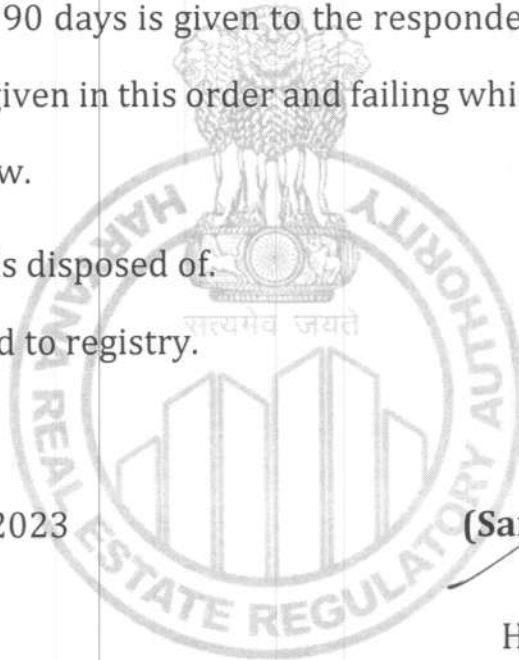 90 days is given to the responde
given in this order and failing whi
w.
is disposed of.
d to registry.
सत्यमेव जयते
HARYANA REAL ESTATE REGULATORY AUTHORITY
2023
(Sa
H